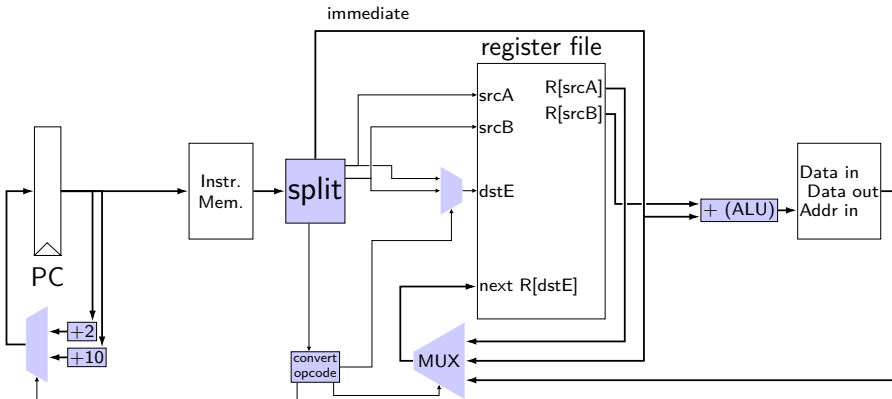 immediate
register file
R[srcA]
srcA
R[srcB]
srcB
Instr.
Mem.
split
dstE
Data in
Data out
Addr in
+ (ALU)
PC
next R[dstE]
+2
+10
convert
opcode
MUX